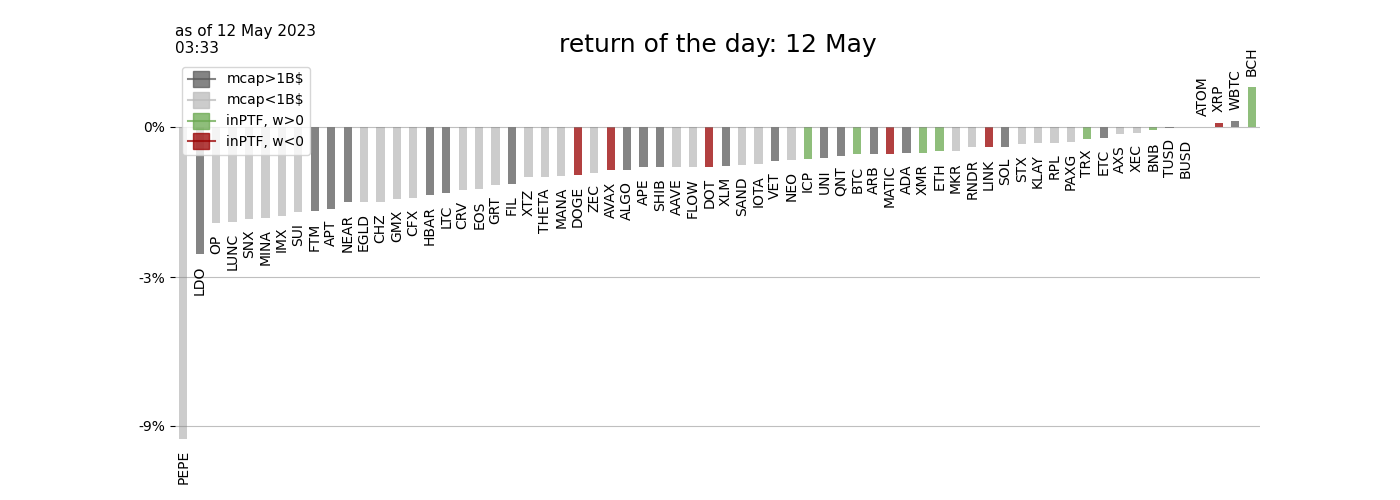 as of 12 May 2023
03:33
return of the day: 12 May
mcap>1B$
mcap<1B$
inPTF, w>0
inPTF, w<0
0%
-3%
-9%
PEPE
LDO
OP
LUNC
SNX
MINA
IMX
SUI
FTM
APT
NEAR
EGLD
CHZ
GMX
CFX
HBAR
LTC
CRV
EOS
GRT
FIL
XTZ
THETA
MANA
DOGE
ZEC
AVAX
ALGO
APE
SHIB
AAVE
FLOW
DOT
XLM
SAND
IOTA
VET
NEO
ICP
UNI
QNT
BTC
ARB
MATIC
ADA
XMR
ETH
MKR
RNDR
LINK
SOL
STX
KLAY
RPL
PAXG
TRX
ETC
AXS
XEC
BNB
TUSD
BUSD
ATOM
XRP
WBTC
BCH